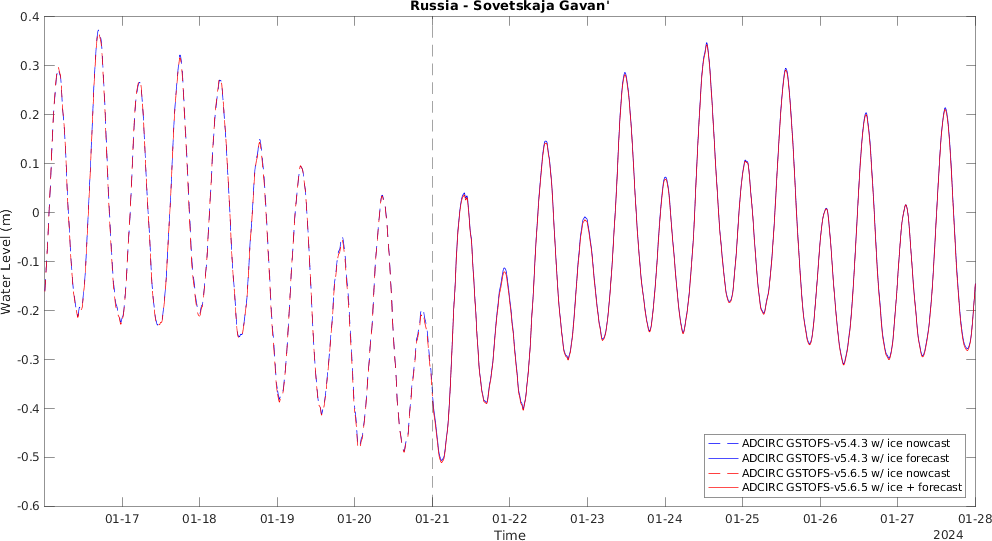 Russia - Sovetskaja Gavan'
0.4
0.3
0.2
0.1
0
-0.1
-0.2
-0.3
-0.4
-0.5
-0.6
Water Level (m)
ADCIRC GSTOFS-v5.4.3 w/ ice nowcast
ADCIRC GSTOFS-v5.4.3 w/ ice forecast
ADCIRC GSTOFS-v5.6.5 w/ ice nowcast
ADCIRC GSTOFS-v5.6.5 w/ ice + forecast
01-17 01-18 01-19 01-20 01-21 01-22 01-23 01-24 01-25 01-26 01-27 01-28
Time
2024